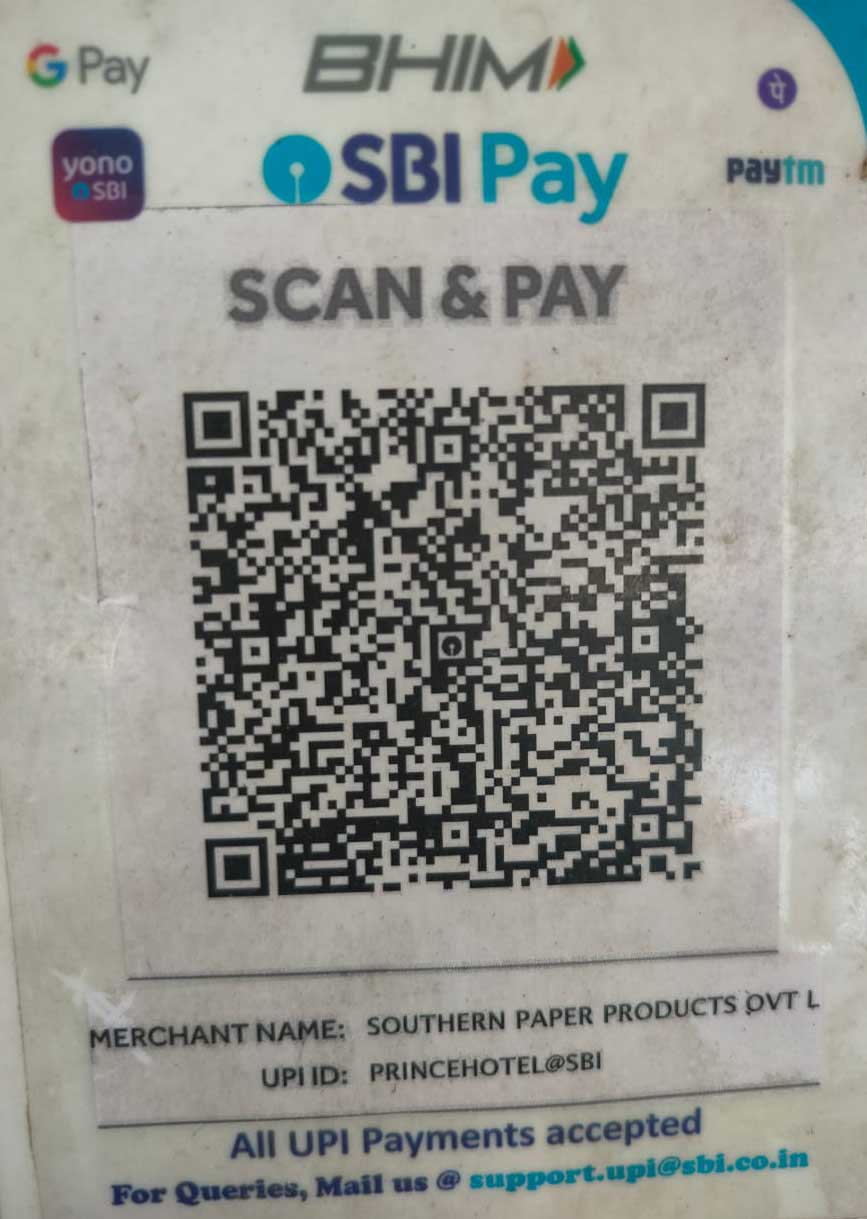 G Pay
BHIM
पे
yono
SBI
SBI Pay
paytm
SCAN & PAY
MERCHANT NAME: SOUTHERN PAPER PRODUCTS PVT L
UPI ID: PRINCEHOTEL@SBI
All UPI Payments accepted
For Queries, Mail us @ support.upi@sbi.co.in